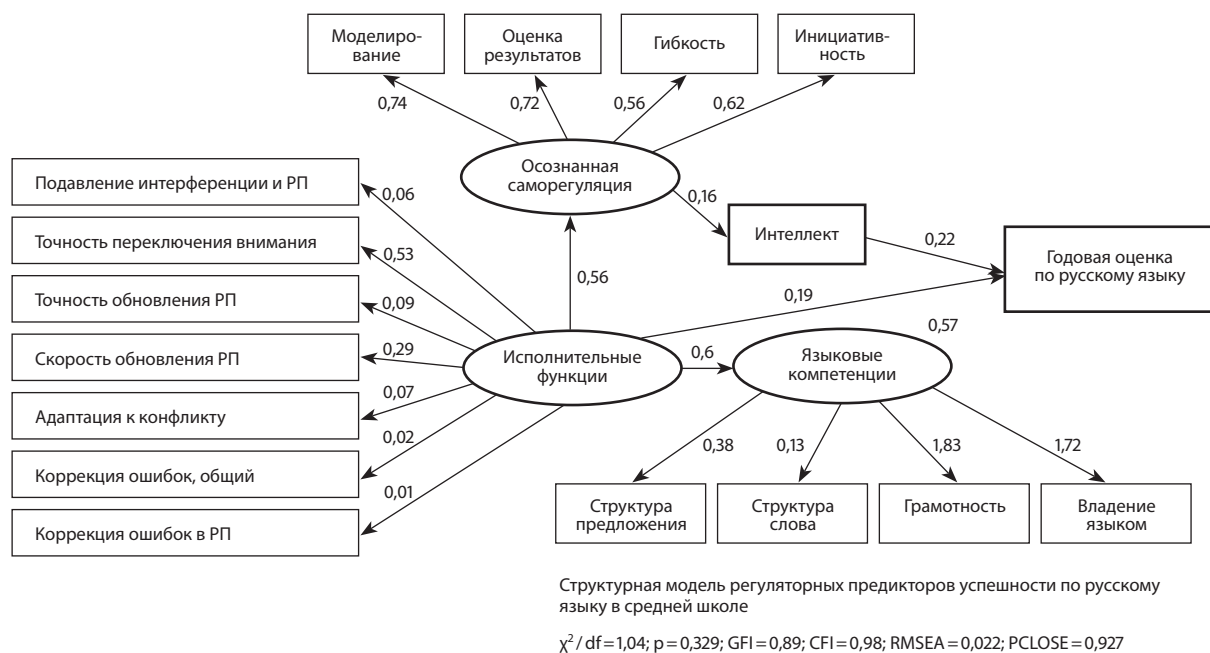 Моделиро-
вание
Оценка
результатов
Гибкость
Инициатив-
ность
0,74
0,72
0,56
0,62
Осознанная
саморегуляция
Подавление интерференции и РП
0,06
0,16
Точность переключения внимания
0,53
Интеллект
0,22
Годовая оценка
по русскому языку
0,56
Точность обновления РП
0,09
0,19
Скорость обновления РП
0,29
Исполнительные
функции
0,6
Языковые
компетенции
0,57
Адаптация к конфликту
0,07
Коррекция ошибок, общий
0,02
0,38
0,13
1,83
1,72
Коррекция ошибок в РП
0,01
Структура
предложения
Структура
слова
Грамотность
Владение
языком
Структурная модель регуляторных предикторов успешности по русскому
языку в средней школе
χ² / df = 1,04; p = 0,329; GFI = 0,89; CFI = 0,98; RMSEA = 0,022; PCLOSE = 0,927